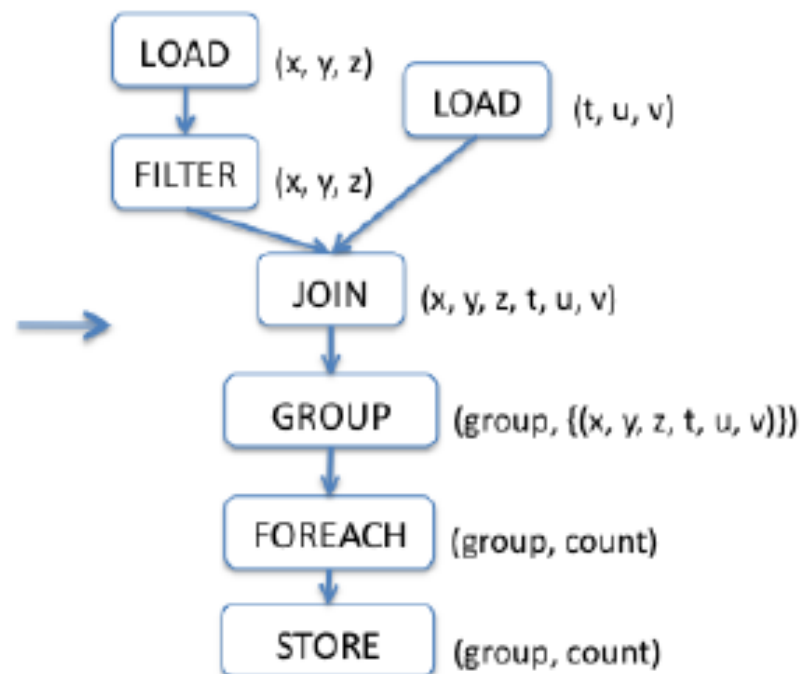 LOAD (x, y, z)
LOAD (t, u, v)
FILTER (x, y, z)
JOIN (x, y, z, t, u, v)
GROUP (group, {(x, y, z, t, u, v)})
FOREACH (group, count)
STORE (group, count)